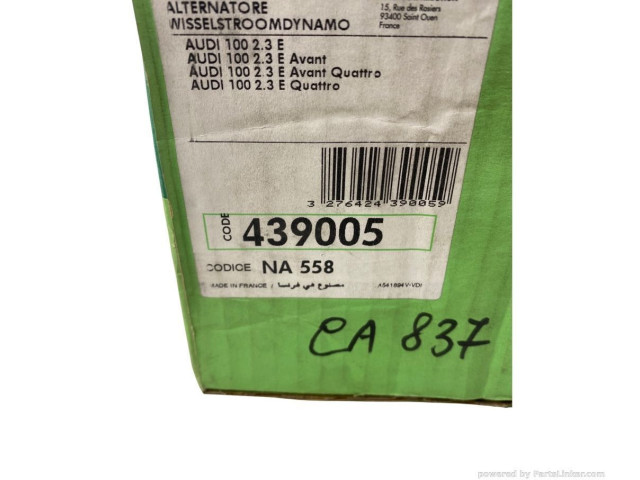 ALTERNATORE
WISSELSTROOMDYNAMO
15, Rue des Rosiers
93400 Saint Ouen
France
AUDI 100 2.3 E
AUDI 100 2.3 E Avant
AUDI 100 2.3 E Avant Quattro
AUDI 100 2.3 E Quattro
3 276424 390059
CODE 439005
CODICE NA 558
MADE IN FRANCE / مصنوع في فرنسا
CA 837
powered by PartsLinker.com